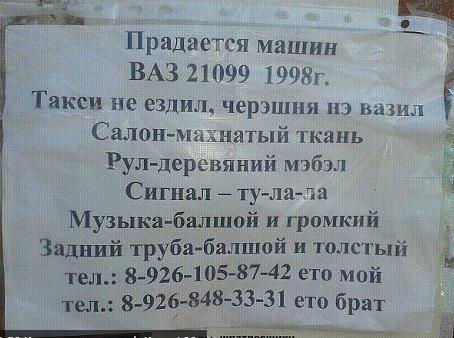 Прадается машин
ВАЗ 21099 1998г.
Такси не ездил, черэшня нэ вазил
Салон-махнатый ткань
Рул-деревяний мэбэл
Сигнал – ту-ла-ла
Музыка-балшой и громкий
Задний труба-балшой и толстый
тел.: 8-926-105-87-42 ето мой
тел.: 8-926-848-33-31 ето брат